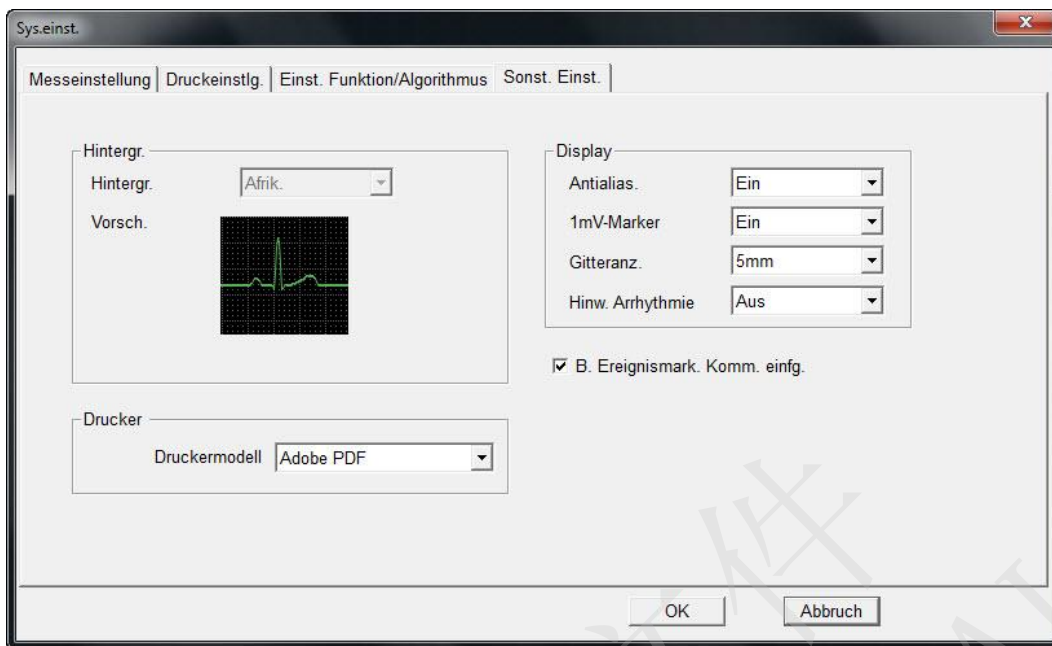 Sys.einst.
Messeinstellung Druckeinstlg. Einst. Funktion/Algorithmus Sonst. Einst.
Hintergr.
Hintergr. Afrik.
Vorsch.
Drucker
Druckermodell Adobe PDF
Display
Antialias. Ein
1mV-Marker Ein
Gitteranz. 5mm
Hinw. Arrhythmie Aus
B. Ereignismark. Komm. einfg.
OK Abbruch